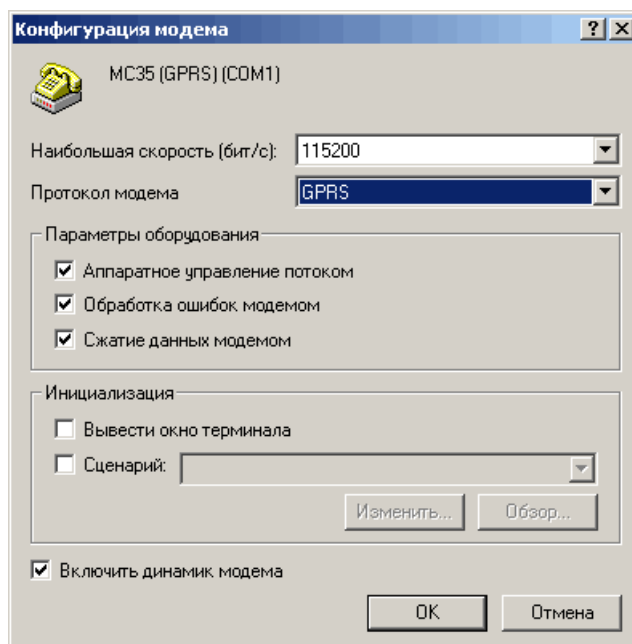 Конфигурация модема
MC35 (GPRS) (COM1)
Наибольшая скорость (бит/с): 115200
Протокол модема GPRS
Параметры оборудования
Аппаратное управление потоком
Обработка ошибок модемом
Сжатие данных модемом
Инициализация
Вывести окно терминала
Сценарий:
Изменить... Обзор...
Включить динамик модема
OK Отмена